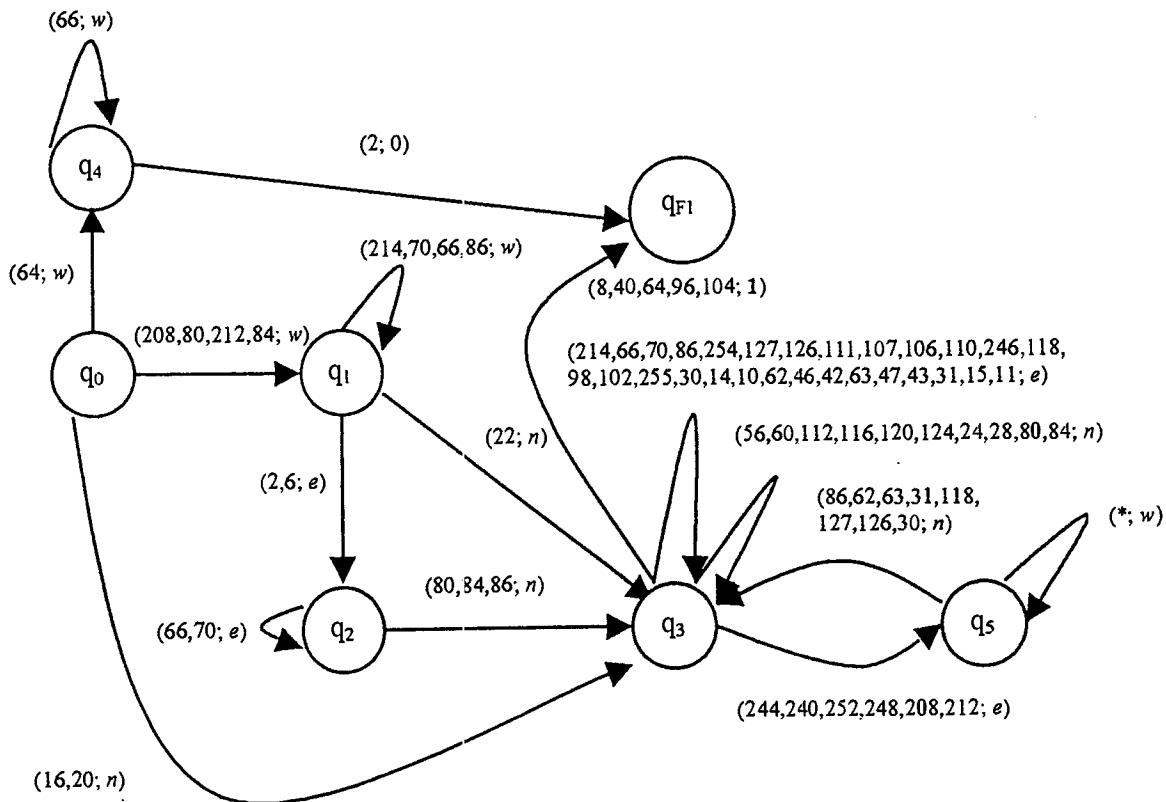 (66; w)
(2; 0)
q4
qF1
(214,70,66,86; w)
(64; w)
(8,40,64,96,104; 1)
(208,80,212,84; w)
(214,66,70,86,254,127,126,111,107,106,110,246,118,
98,102,255,30,14,10,62,46,42,63,47,43,31,15,11; e)
q0
q1
(22; n)
(56,60,112,116,120,124,24,28,80,84; n)
(2,6; e)
(86,62,63,31,118,
127,126,30; n)
(*; w)
(80,84,86; n)
(66,70; e)
q2
q3
q5
(244,240,252,248,208,212; e)
(16,20; n)